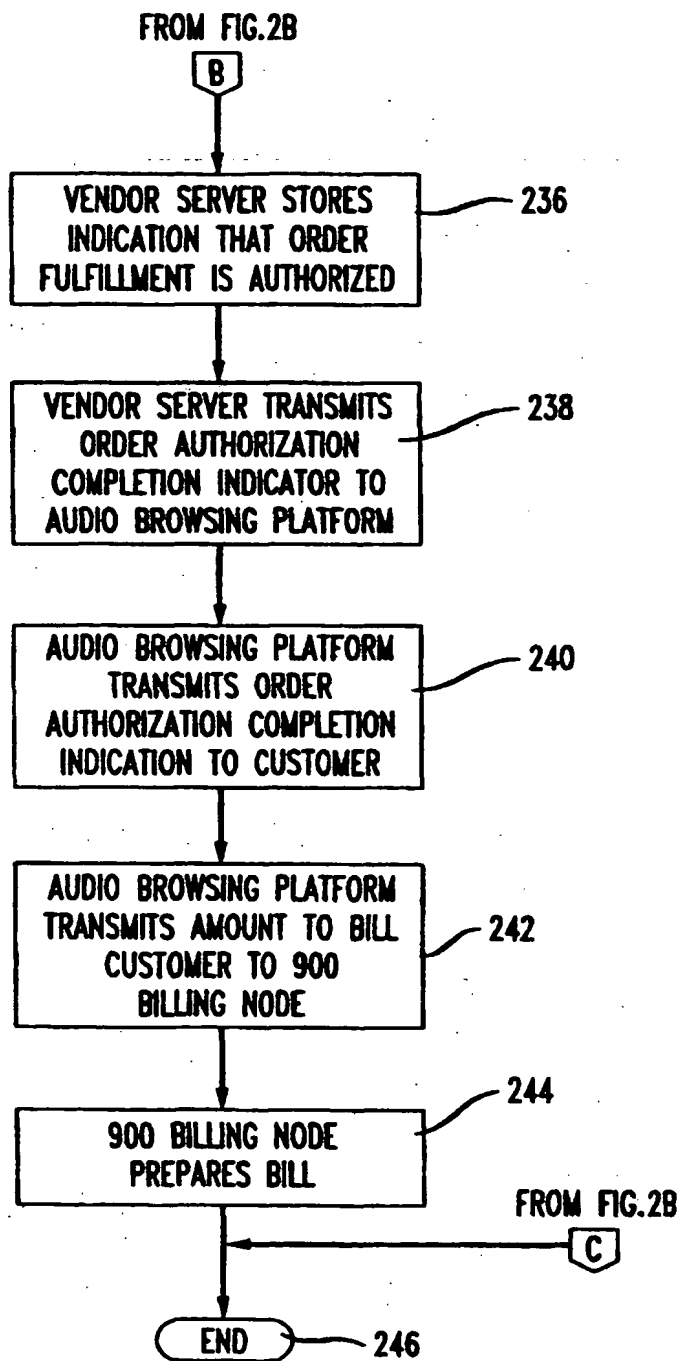 FROM FIG.2B
B
VENDOR SERVER STORES
INDICATION THAT ORDER
FULFILLMENT IS AUTHORIZED
236
VENDOR SERVER TRANSMITS
ORDER AUTHORIZATION
COMPLETION INDICATOR TO
AUDIO BROWSING PLATFORM
238
AUDIO BROWSING PLATFORM
TRANSMITS ORDER
AUTHORIZATION COMPLETION
INDICATION TO CUSTOMER
240
AUDIO BROWSING PLATFORM
TRANSMITS AMOUNT TO BILL
CUSTOMER TO 900
BILLING NODE
242
900 BILLING NODE
PREPARES BILL
244
FROM FIG.2B
C
END
246